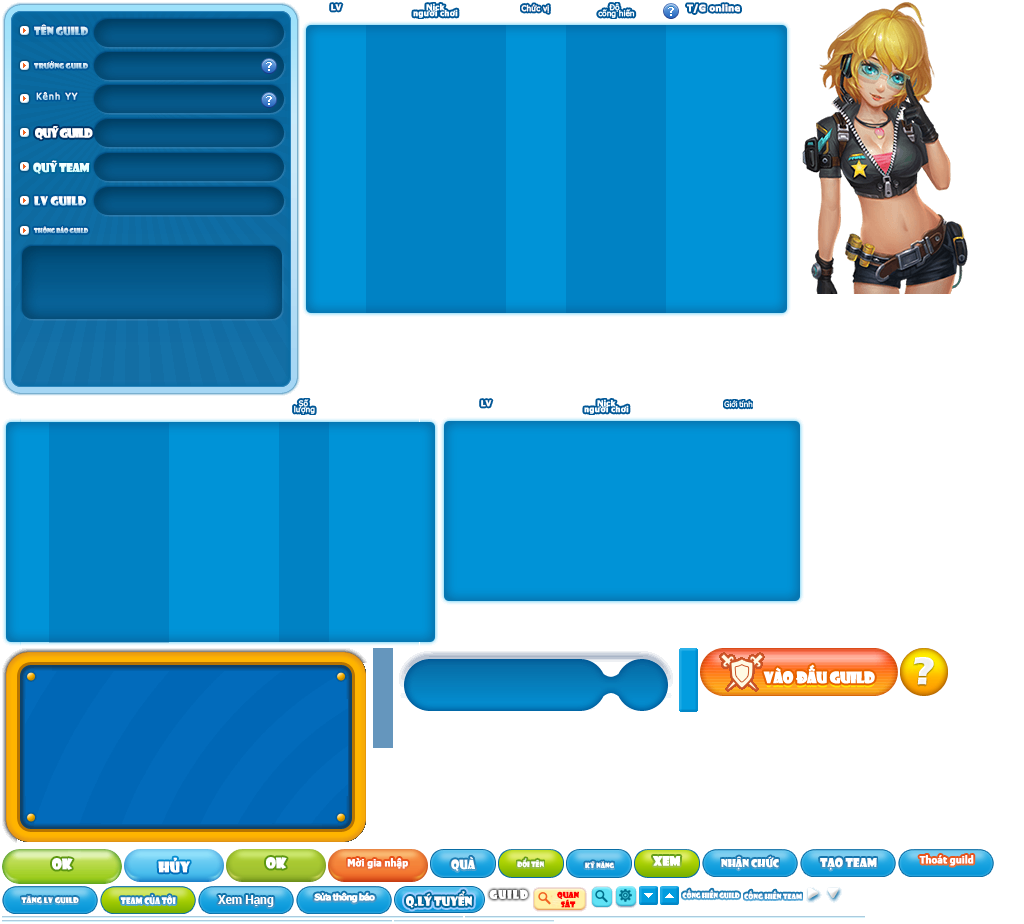 TÊN GUILD
TRƯỞNG GUILD
?
Kênh YY
?
QUỸ GUILD
QUỸ TEAM
LV GUILD
THÔNG BÁO GUILD
LV
Nick
người chơi
Chức vị
Độ
cống hiến
? T/G online
Số
lượng
LV
Nick
người chơi
Giới tính
VÀO ĐẤU GUILD
?
OK
HỦY
OK
Mời gia nhập
QUÀ
ĐỔI TÊN
KỸ NĂNG
XEM
NHẬN CHỨC
TẠO TEAM
Thoát guild
TĂNG LV GUILD
TEAM CỦA TÔI
Xem Hạng
Sửa thông báo
Q.LÝ TUYỂN
GUILD
QUAN
SÁT
CỐNG HIẾN GUILD
CỐNG HIẾN TEAM